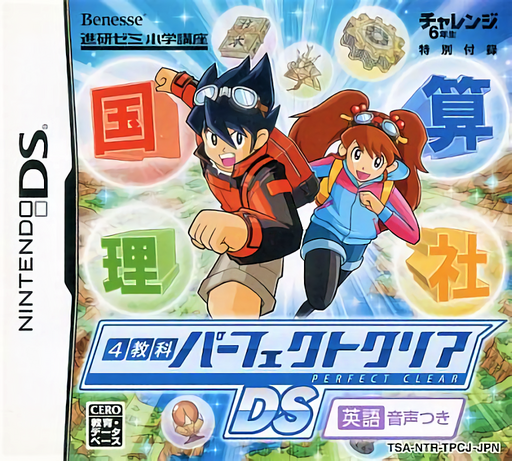 Benesse®
進研ゼミ小学講座
チャレンジ
6年生
特別付録
国
算
理
社
NINTENDO DS
4教科 パーフェクトクリア
PERFECT CLEAR
DS
英語 音声つき
CERO
教育・
データ
ベース
TSA-NTR-TPCJ-JPN